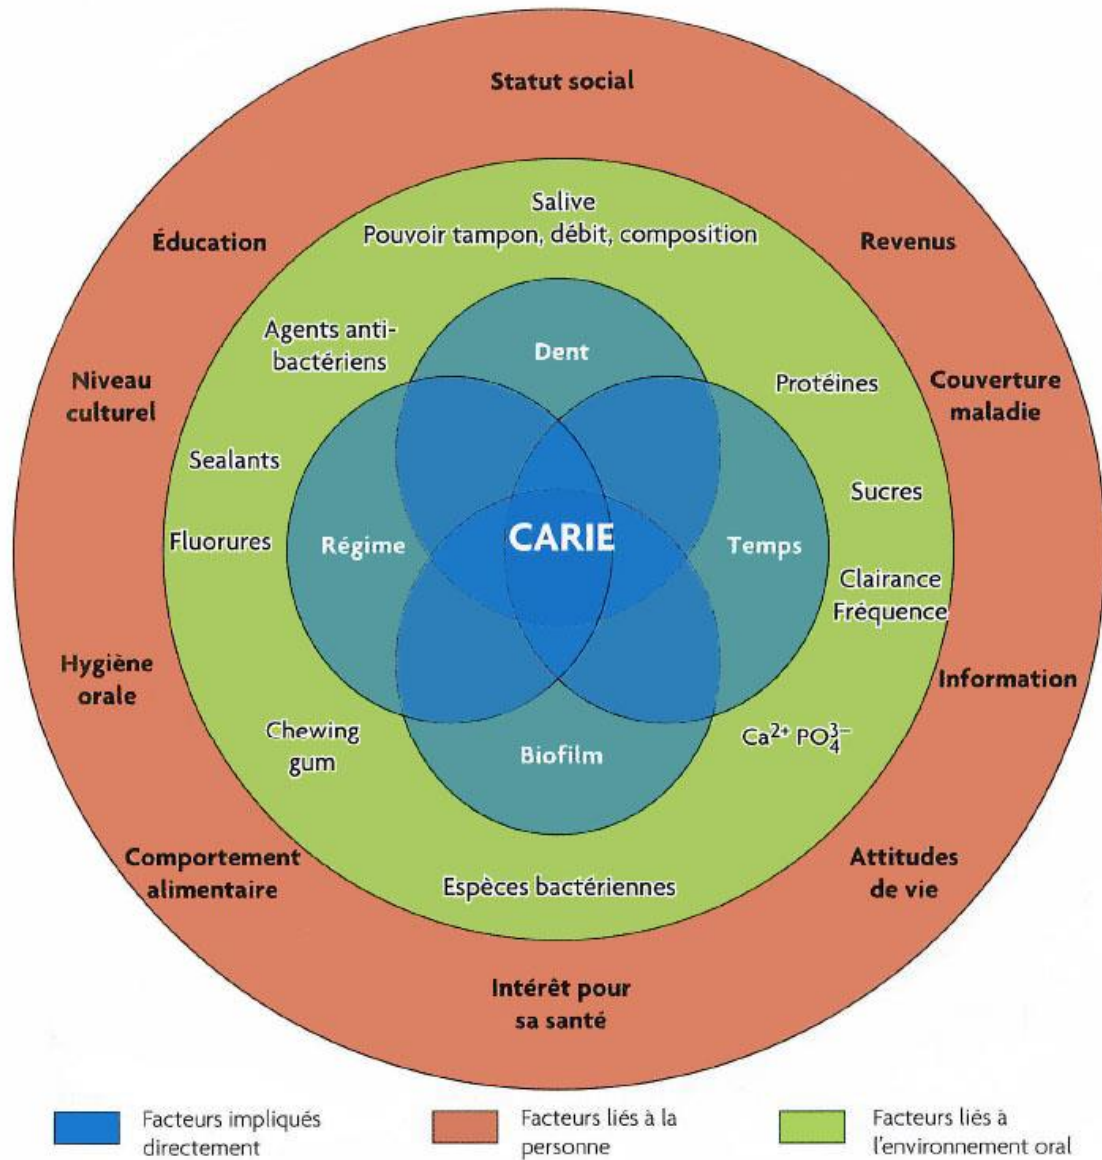 Statut social
Salive
Pouvoir tampon, débit, composition
Éducation
Revenus
Agents anti-
bactériens
Dent
Protéines
Niveau
culturel
Couverture
maladie
Sealants
Sucres
Fluorures
Régime
CARIE
Temps
Clairance
Fréquence
Hygiène
orale
Information
Chewing
gum
Biofilm
Ca²⁺ PO₄³⁻
Comportement
alimentaire
Espèces bactériennes
Attitudes
de vie
Intérêt pour
sa santé
Facteurs impliqués
directement
Facteurs liés à la
personne
Facteurs liés à
l'environnement oral